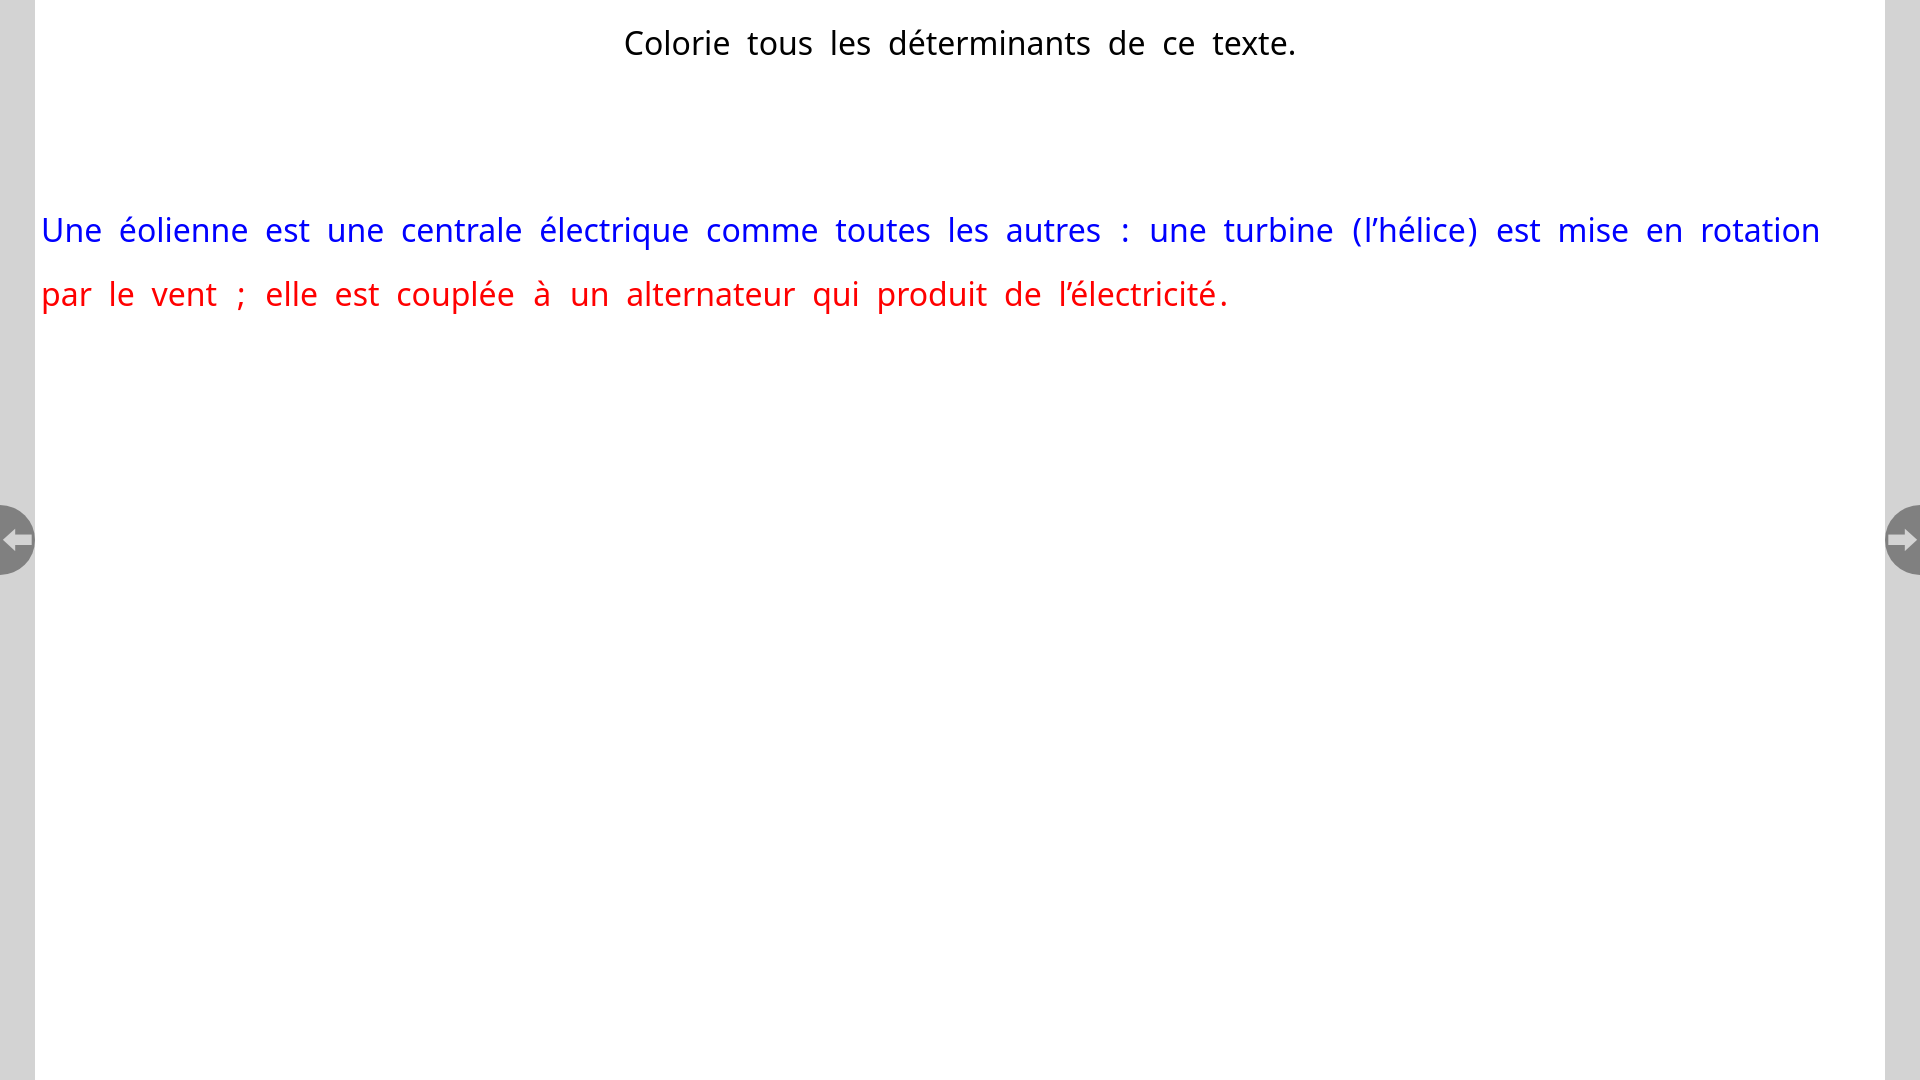 Colorie tous les déterminants de ce texte.
Une éolienne est une centrale électrique comme toutes les autres : une turbine (l’hélice) est mise en rotation
par le vent ; elle est couplée à un alternateur qui produit de l’électricité.